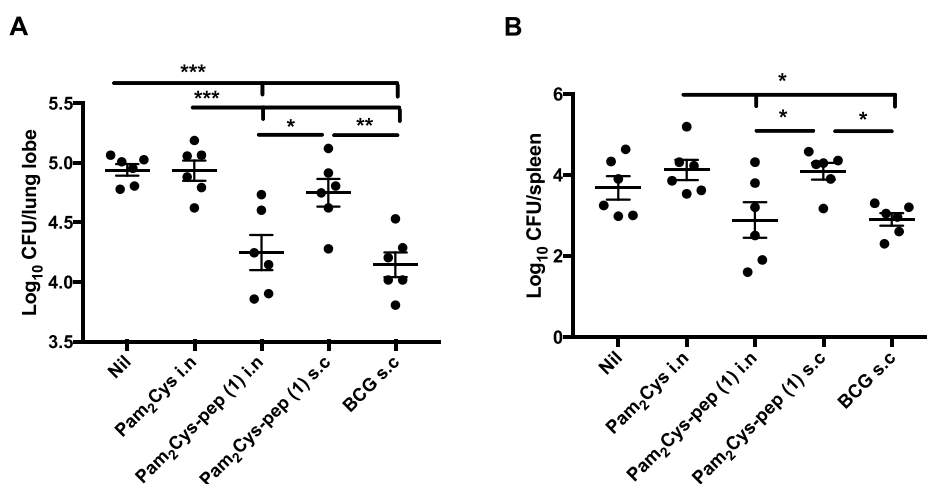 A
***
***
*
**
Log10 CFU/lung lobe
5.5
5.0
4.5
4.0
3.5
Nil
Pam2Cys i.n
Pam2Cys-pep (1) i.n
Pam2Cys-pep (1) s.c
BCG s.c
B
*
*
*
Log10 CFU/spleen
6
4
2
0
Nil
Pam2Cys i.n
Pam2Cys-pep (1) i.n
Pam2Cys-pep (1) s.c
BCG s.c